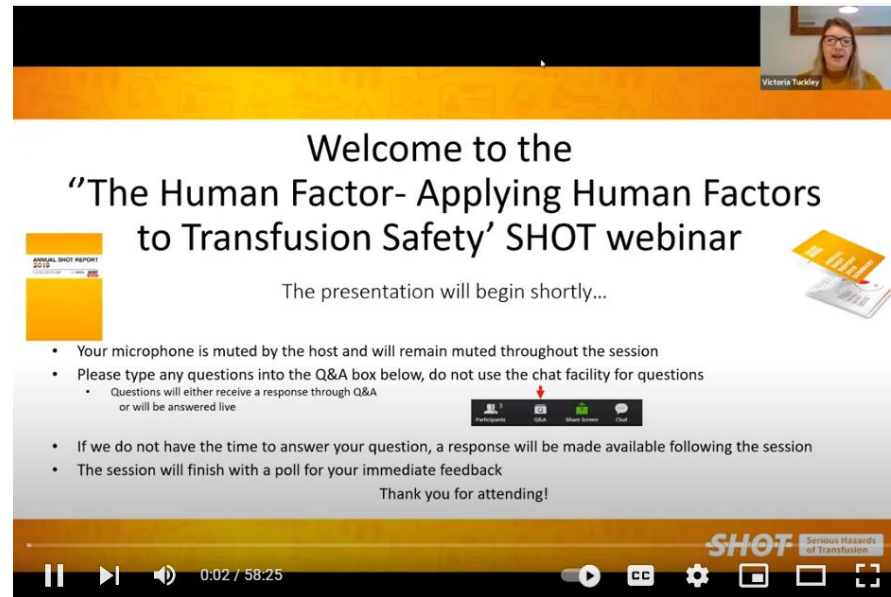 Victoria Tuckley
Welcome to the
‘’The Human Factor- Applying Human Factors
to Transfusion Safety’ SHOT webinar
ANNUAL SHOT REPORT
2019
The presentation will begin shortly…
• Your microphone is muted by the host and will remain muted throughout the session
• Please type any questions into the Q&A box below, do not use the chat facility for questions
• Questions will either receive a response through Q&A
or will be answered live
3
Participants Q&A Share Screen Chat
• If we do not have the time to answer your question, a response will be made available following the session
• The session will finish with a poll for your immediate feedback
Thank you for attending!
SHOT Serious Hazards
of Transfusion
0:02 / 58:25 CC